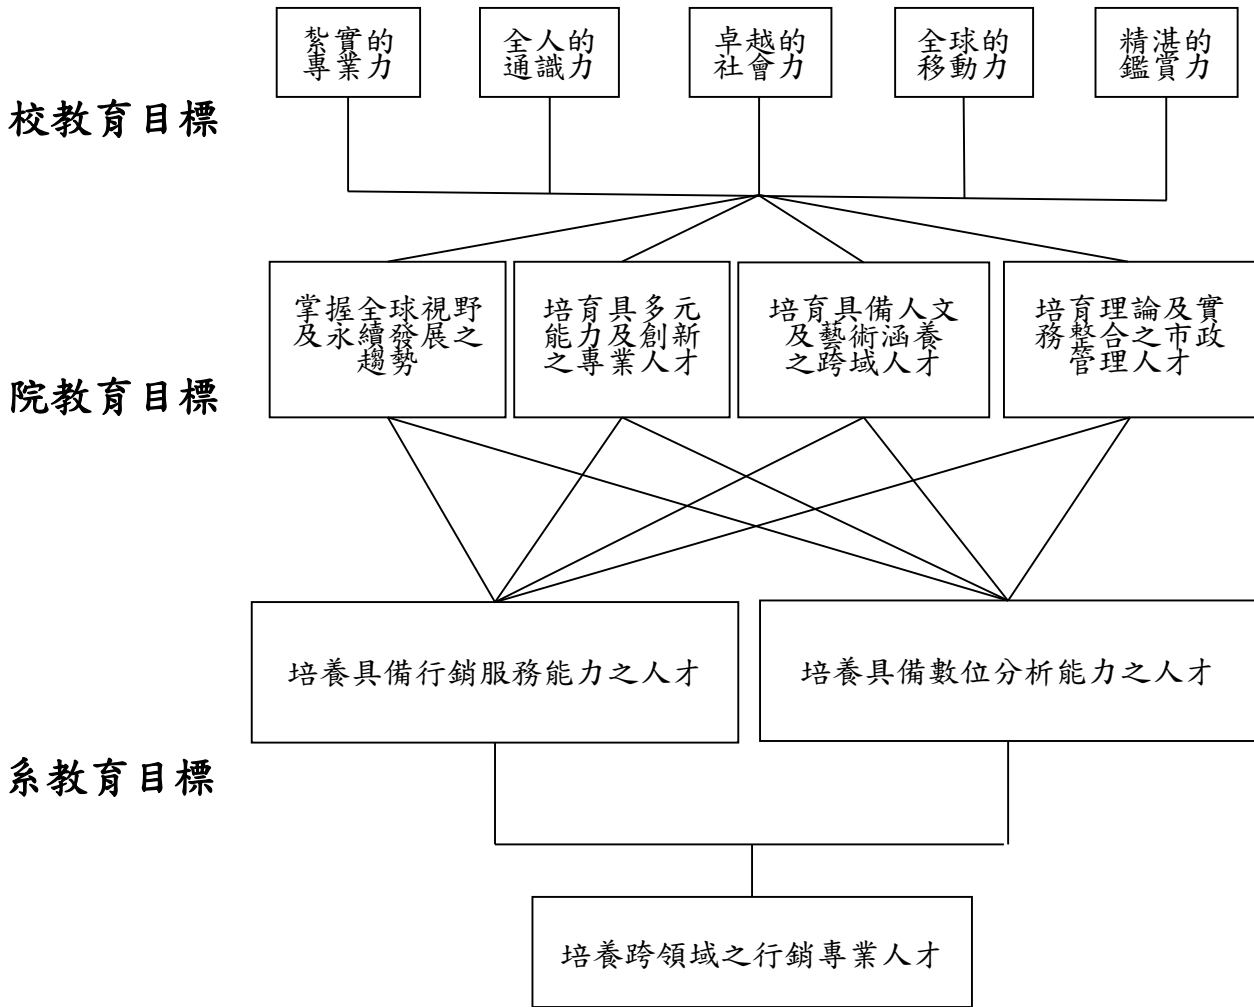 紮實的
專業力
全人的
通識力
卓越的
社會力
全球的
移動力
精湛的
鑑賞力
校教育目標
掌握全球視野
及永續發展之
趨勢
培育具多元
能力及創新
之專業人才
培育具備人文
及藝術涵養
之跨域人才
培育理論及實
務整合之市政
管理人才
院教育目標
培養具備行銷服務能力之人才
培養具備數位分析能力之人才
系教育目標
培養跨領域之行銷專業人才